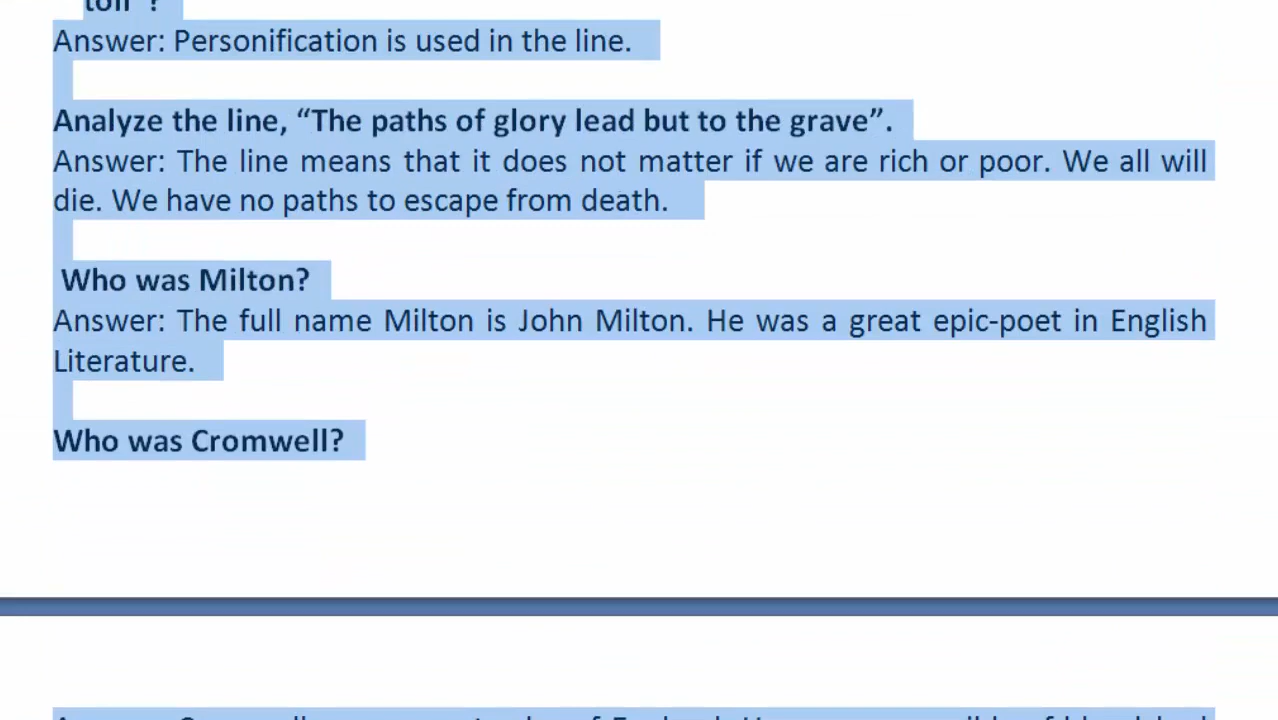 toil"?
Answer: Personification is used in the line.
Analyze the line, “The paths of glory lead but to the grave”.
Answer: The line means that it does not matter if we are rich or poor. We all will
die. We have no paths to escape from death.
Who was Milton?
Answer: The full name Milton is John Milton. He was a great epic-poet in English
Literature.
Who was Cromwell?